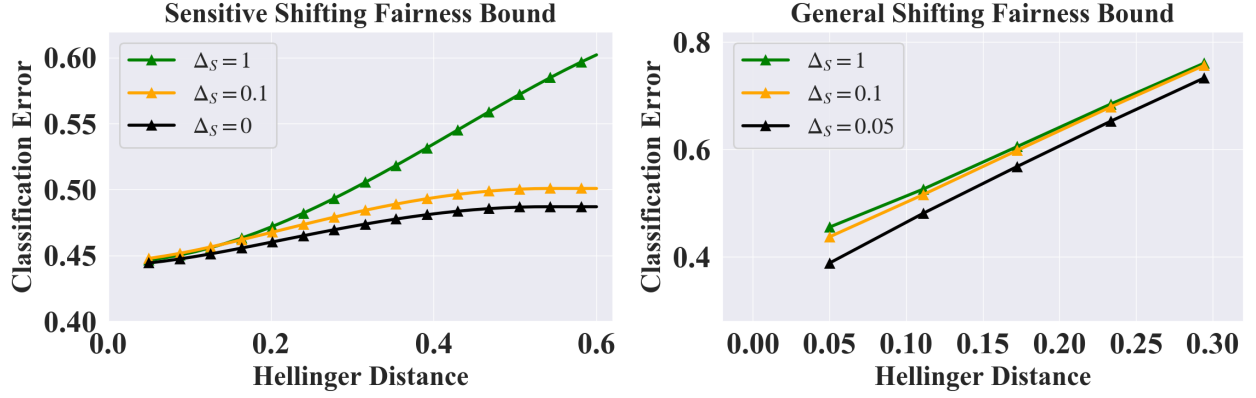 Sensitive Shifting Fairness Bound
Classification Error
0.60
0.55
0.50
0.45
0.40
Δ_S = 1
Δ_S = 0.1
Δ_S = 0
0.0 0.2 0.4 0.6
Hellinger Distance
General Shifting Fairness Bound
Classification Error
0.8
0.6
0.4
Δ_S = 1
Δ_S = 0.1
Δ_S = 0.05
0.00 0.05 0.10 0.15 0.20 0.25 0.30
Hellinger Distance